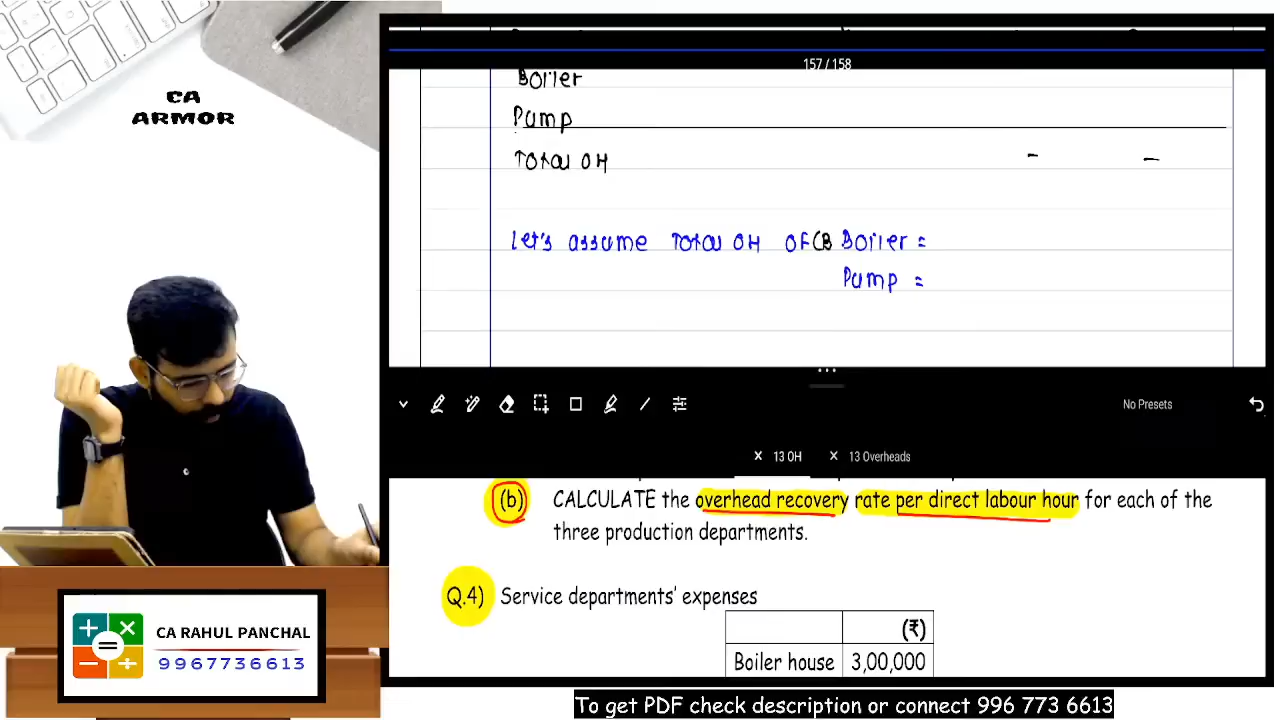 CA
ARMOR
157 / 158
Boiler
Pump
Total OH - -
Let's assume Total OH OF CB Boiler =
Pump =
No Presets
× 13 OH × 13 Overheads
(b) CALCULATE the overhead recovery rate per direct labour hour for each of the
three production departments.
Q.4) Service departments' expenses
(₹)
Boiler house 3,00,000
CA RAHUL PANCHAL
9967736613
To get PDF check description or connect 996 773 6613